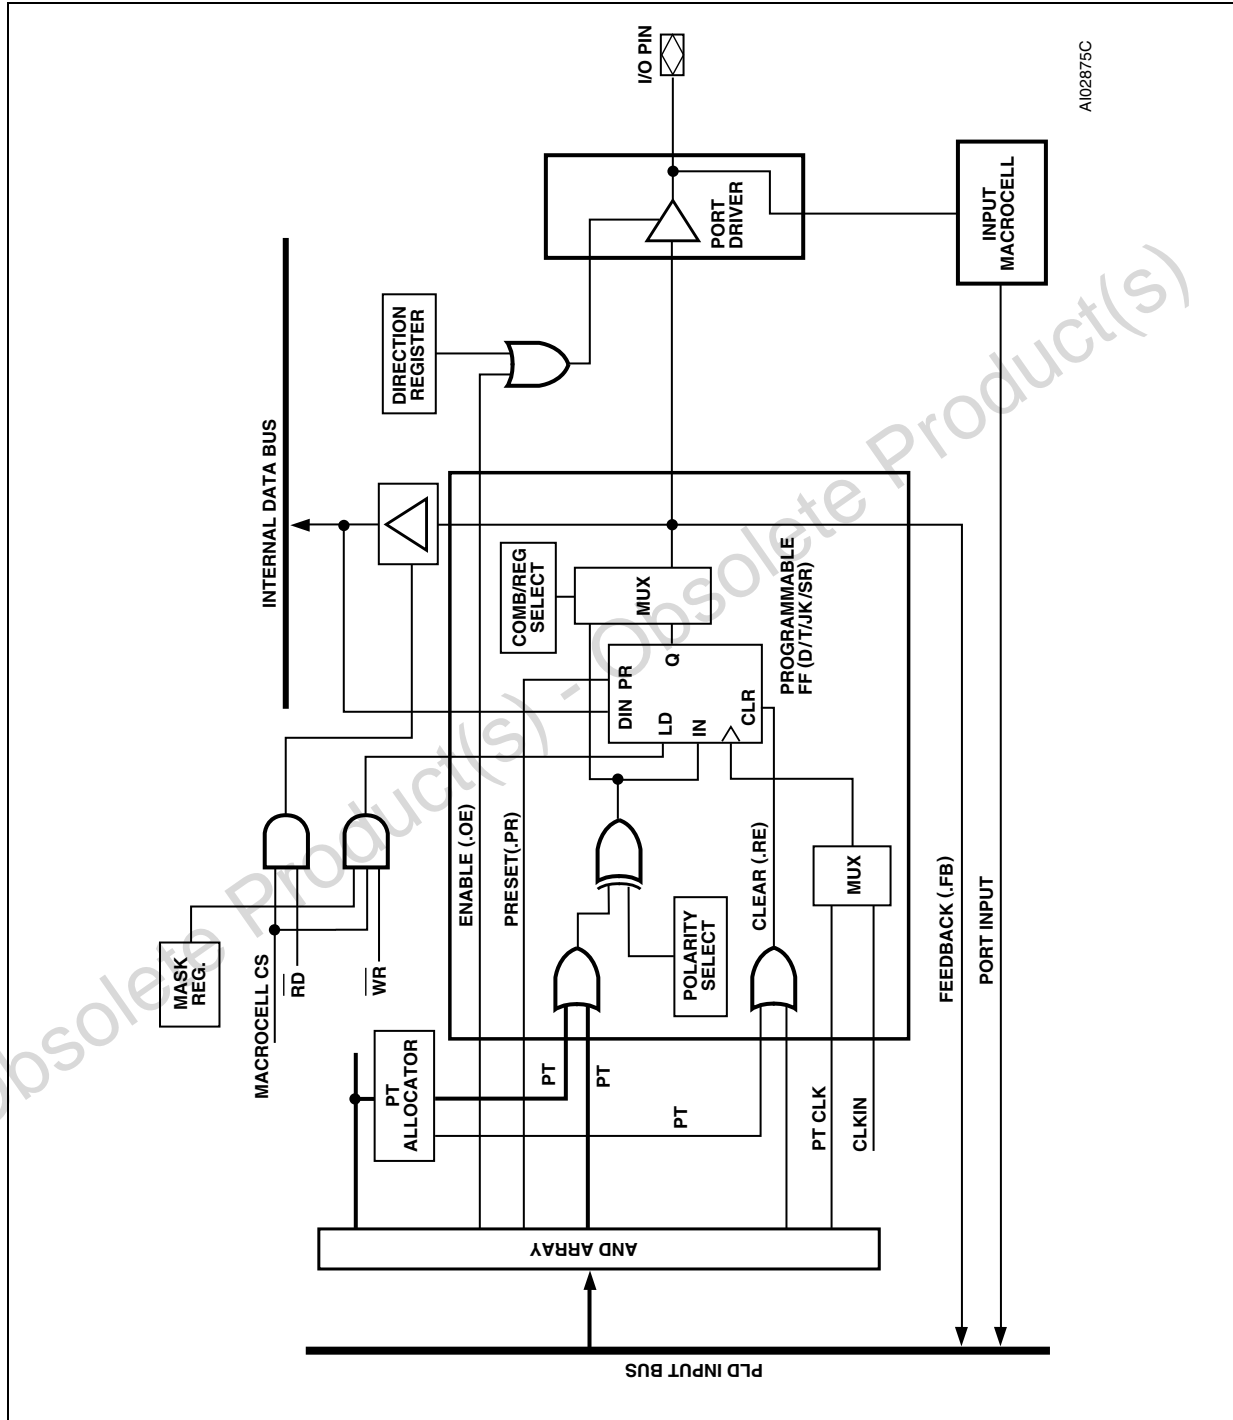 PLD INPUT BUS
AND ARRAY
PT
ALLOCATOR
MASK
REG.
MACROCELL CS
RD
WR
INTERNAL DATA BUS
DIRECTION
REGISTER
ENABLE (.OE)
PRESET(.PR)
PT
PT
PT
PT CLK
CLKIN
POLARITY
SELECT
CLEAR (.RE)
MUX
COMB/REG
SELECT
MUX
DIN PR
LD
Q
IN
CLR
PROGRAMMABLE
FF (D/T/JK/SR)
FEEDBACK (.FB)
PORT INPUT
PORT
DRIVER
I/O PIN
INPUT
MACROCELL
AI02875C
Obsolete Product(s) - Obsolete Product(s)